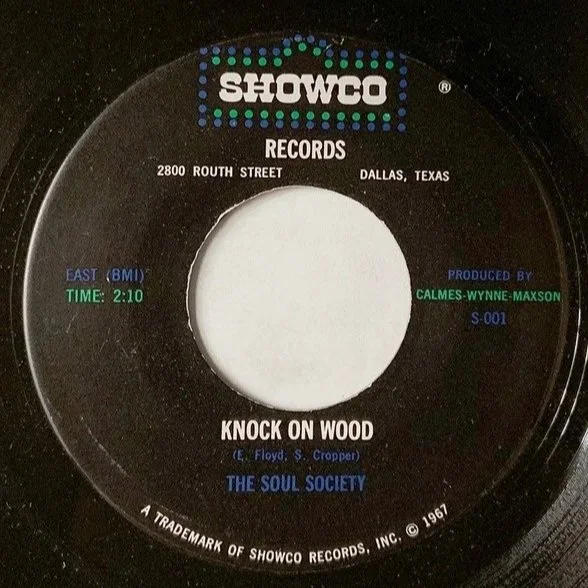 SHOWCO
®
RECORDS
2800 ROUTH STREET DALLAS, TEXAS
EAST (BMI)
TIME: 2:10
PRODUCED BY
CALMES-WYNNE-MAXSON
S-001
KNOCK ON WOOD
(E. Floyd, S. Cropper)
THE SOUL SOCIETY
A TRADEMARK OF SHOWCO RECORDS, INC. © 1967